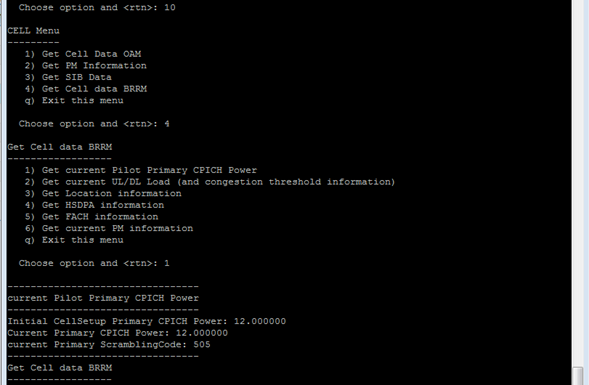 Choose option and <rtn>: 10
CELL Menu
---------
1) Get Cell Data OAM
2) Get PM Information
3) Get SIB Data
4) Get Cell data BRRM
q) Exit this menu
Choose option and <rtn>: 4
Get Cell data BRRM
------------------
1) Get current Pilot Primary CPICH Power
2) Get current UL/DL Load (and congestion threshold information)
3) Get Location information
4) Get HSDPA information
5) Get FACH information
6) Get current PM information
q) Exit this menu
Choose option and <rtn>: 1
---------------------------------
current Pilot Primary CPICH Power
---------------------------------
Initial CellSetup Primary CPICH Power: 12.000000
Current Primary CPICH Power: 12.000000
current Primary ScramblingCode: 505
---------------------------------
Get Cell data BRRM
------------------